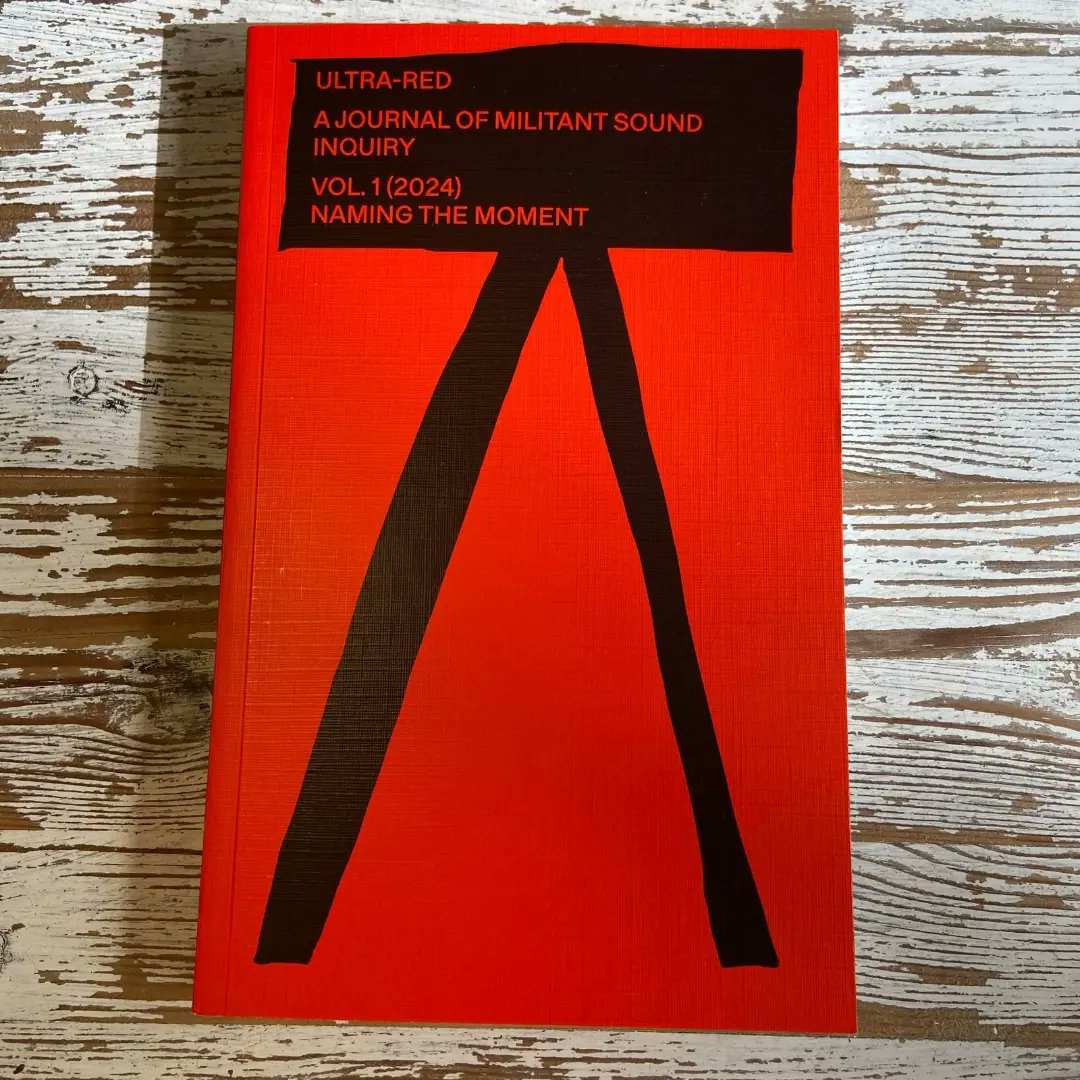 ULTRA-RED
A JOURNAL OF MILITANT SOUND
INQUIRY
VOL. 1 (2024)
NAMING THE MOMENT